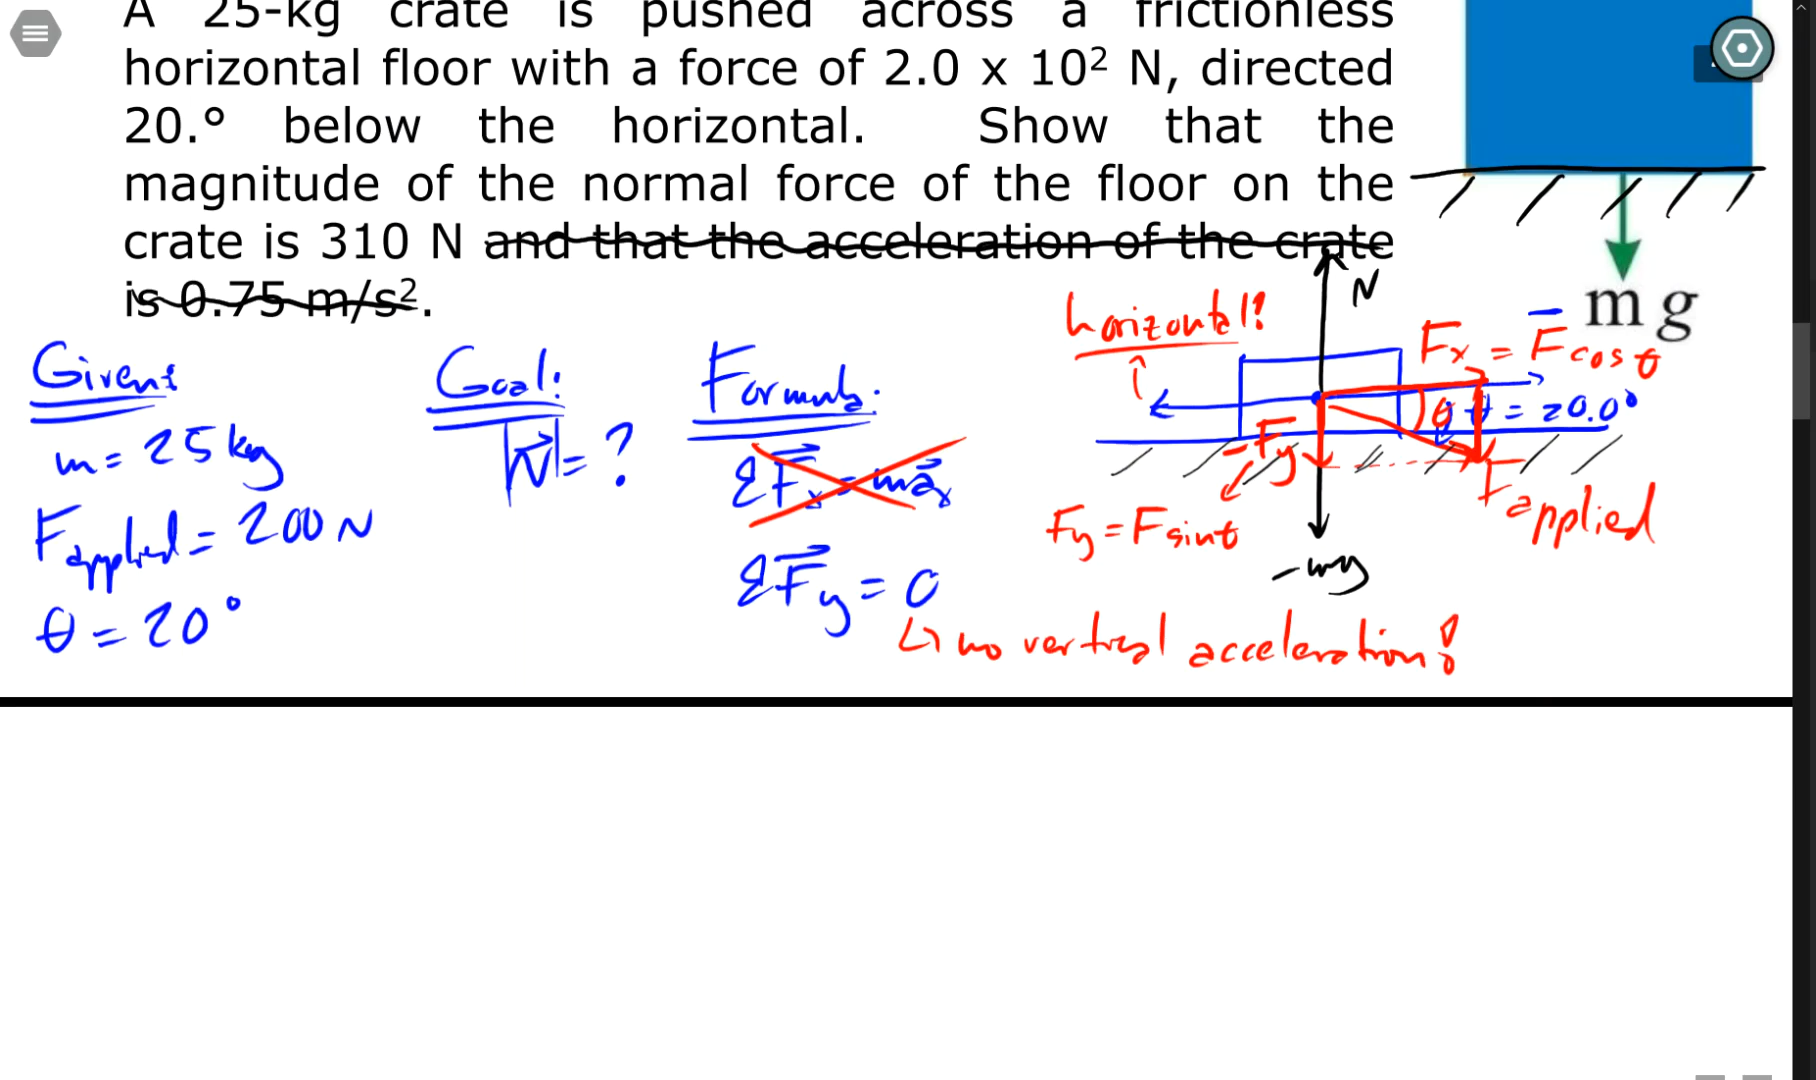 A 25-kg crate is pushed across a frictionless
horizontal floor with a force of 2.0 x 10² N, directed
20.° below the horizontal. Show that the
magnitude of the normal force of the floor on the
crate is 310 N and that the acceleration of the crate
is 0.75 m/s².
mg
Given:
m = 25 kg
F applied = 200 N
θ = 20°
Goal:
|N| = ?
Formula:
ΣFₓ = maₓ
ΣFy = 0
↳ no vertical acceleration!
horizontal!
N
Fₓ = F cos θ
θ
θ = 20.0°
-Fy
F applied
Fy = F sin θ
-mg